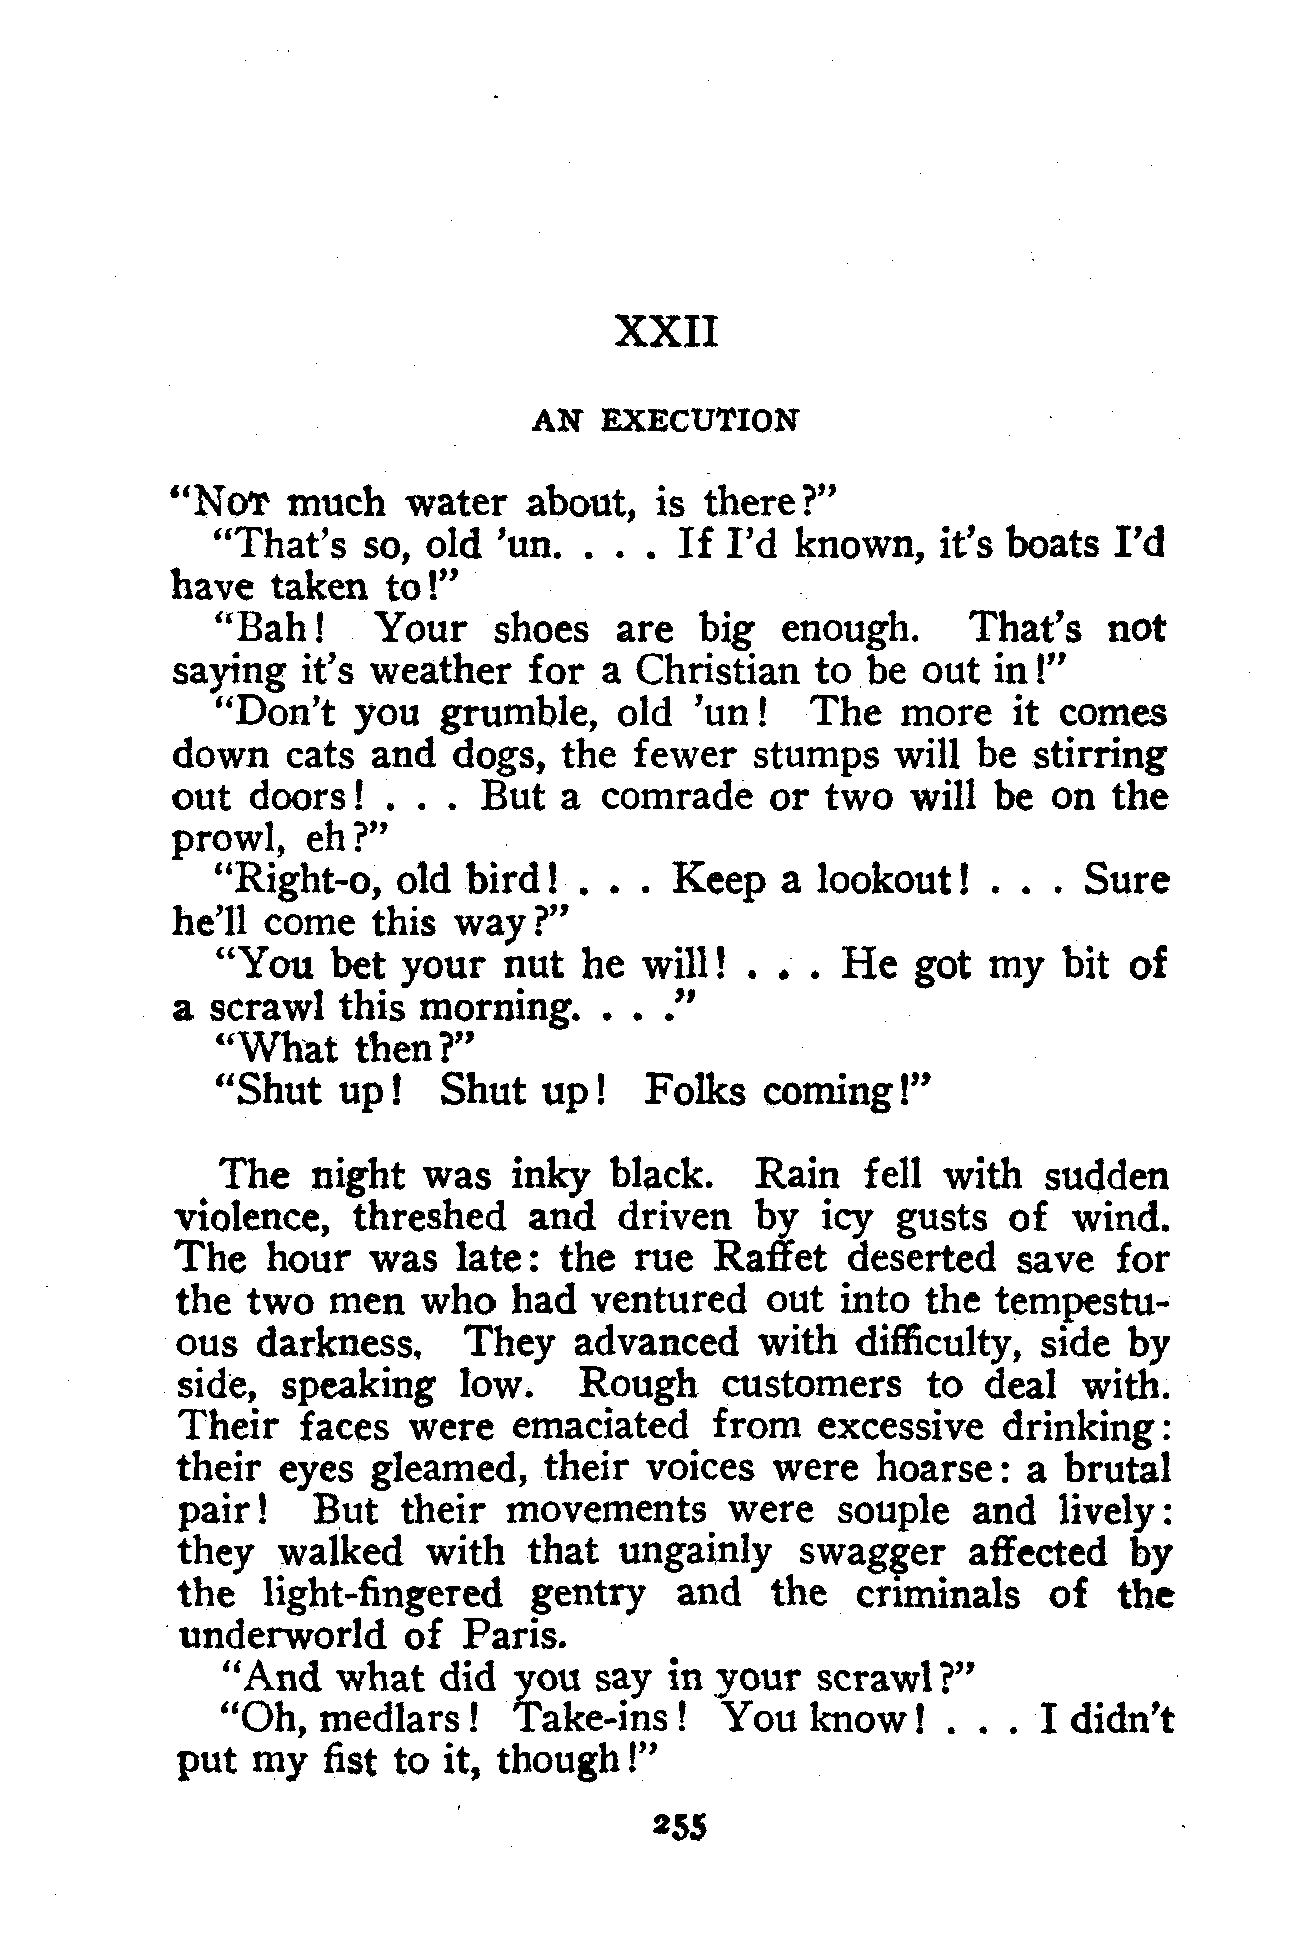 XXII
AN EXECUTION
“NOT much water about, is there?”
“That’s so, old ’un. . . . If I’d known, it’s boats I’d
have taken to!”
“Bah! Your shoes are big enough. That’s not
saying it’s weather for a Christian to be out in!”
“Don’t you grumble, old ’un! The more it comes
down cats and dogs, the fewer stumps will be stirring
out doors! . . . But a comrade or two will be on the
prowl, eh?”
“Right-o, old bird! . . . Keep a lookout! . . . Sure
he’ll come this way?”
“You bet your nut he will! . . . He got my bit of
a scrawl this morning. . . .”
“What then?”
“Shut up! Shut up! Folks coming!”
The night was inky black. Rain fell with sudden
violence, threshed and driven by icy gusts of wind.
The hour was late: the rue Raffet deserted save for
the two men who had ventured out into the tempestu-
ous darkness. They advanced with difficulty, side by
side, speaking low. Rough customers to deal with.
Their faces were emaciated from excessive drinking:
their eyes gleamed, their voices were hoarse: a brutal
pair! But their movements were souple and lively:
they walked with that ungainly swagger affected by
the light-fingered gentry and the criminals of the
underworld of Paris.
“And what did you say in your scrawl?”
“Oh, medlars! Take-ins! You know! . . . I didn’t
put my fist to it, though!”
255